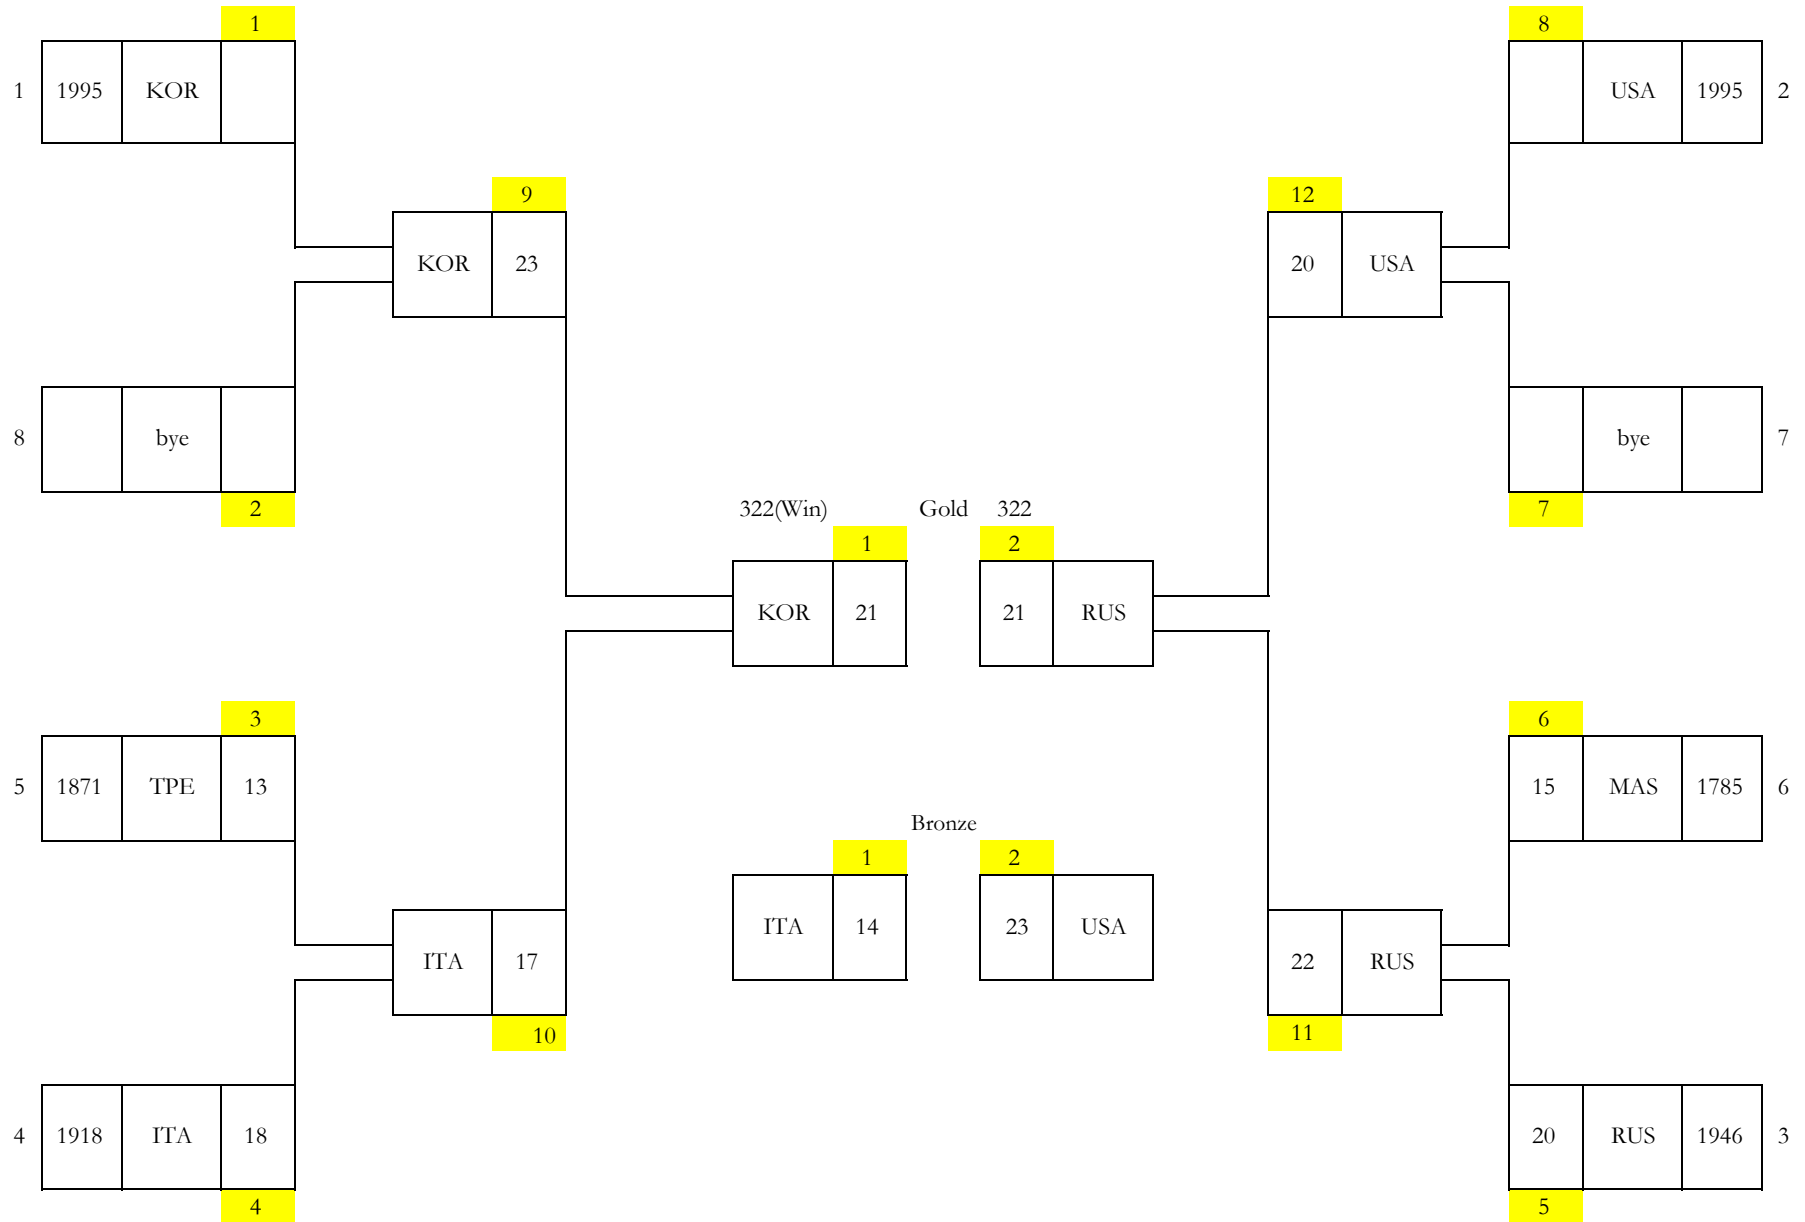 1 8
1 1995 KOR USA 1995 2
9 12
KOR 23 20 USA
8 bye bye 7
2 322(Win) Gold 322 7
1 2
KOR 21 21 RUS
3 6
5 1871 TPE 13 15 MAS 1785 6
Bronze
1 2
ITA 14 23 USA
ITA 17 22 RUS
10 11
4 1918 ITA 18 20 RUS 1946 3
4 5